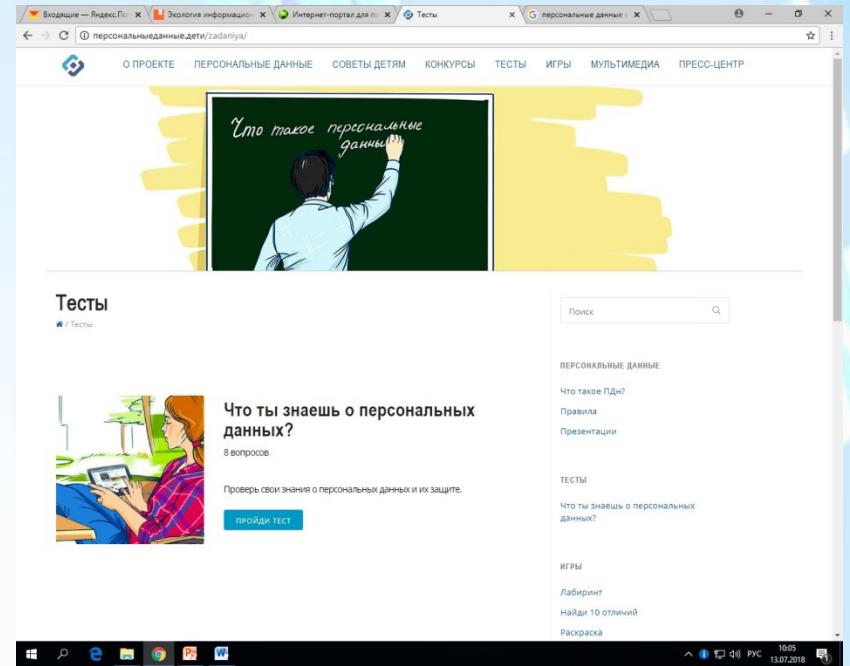 Входящие — Яндекс.По
Экология информацион
Интернет-портал для п
Тесты
персональные данные
персональныеданные.дети/zadaniya/
О ПРОЕКТЕ ПЕРСОНАЛЬНЫЕ ДАННЫЕ СОВЕТЫ ДЕТЯМ КОНКУРСЫ ТЕСТЫ ИГРЫ МУЛЬТИМЕДИА ПРЕСС-ЦЕНТР
Что такое персональные
данные
Тесты
/ Тесты
Что ты знаешь о персональных
данных?
8 вопросов
Проверь свои знания о персональных данных и их защите.
ПРОЙДИ ТЕСТ
Поиск
ПЕРСОНАЛЬНЫЕ ДАННЫЕ
Что такое ПДн?
Правила
Презентации
ТЕСТЫ
Что ты знаешь о персональных
данных?
ИГРЫ
Лабиринт
Найди 10 отличий
Раскраска
РУС
10:05
13.07.2018